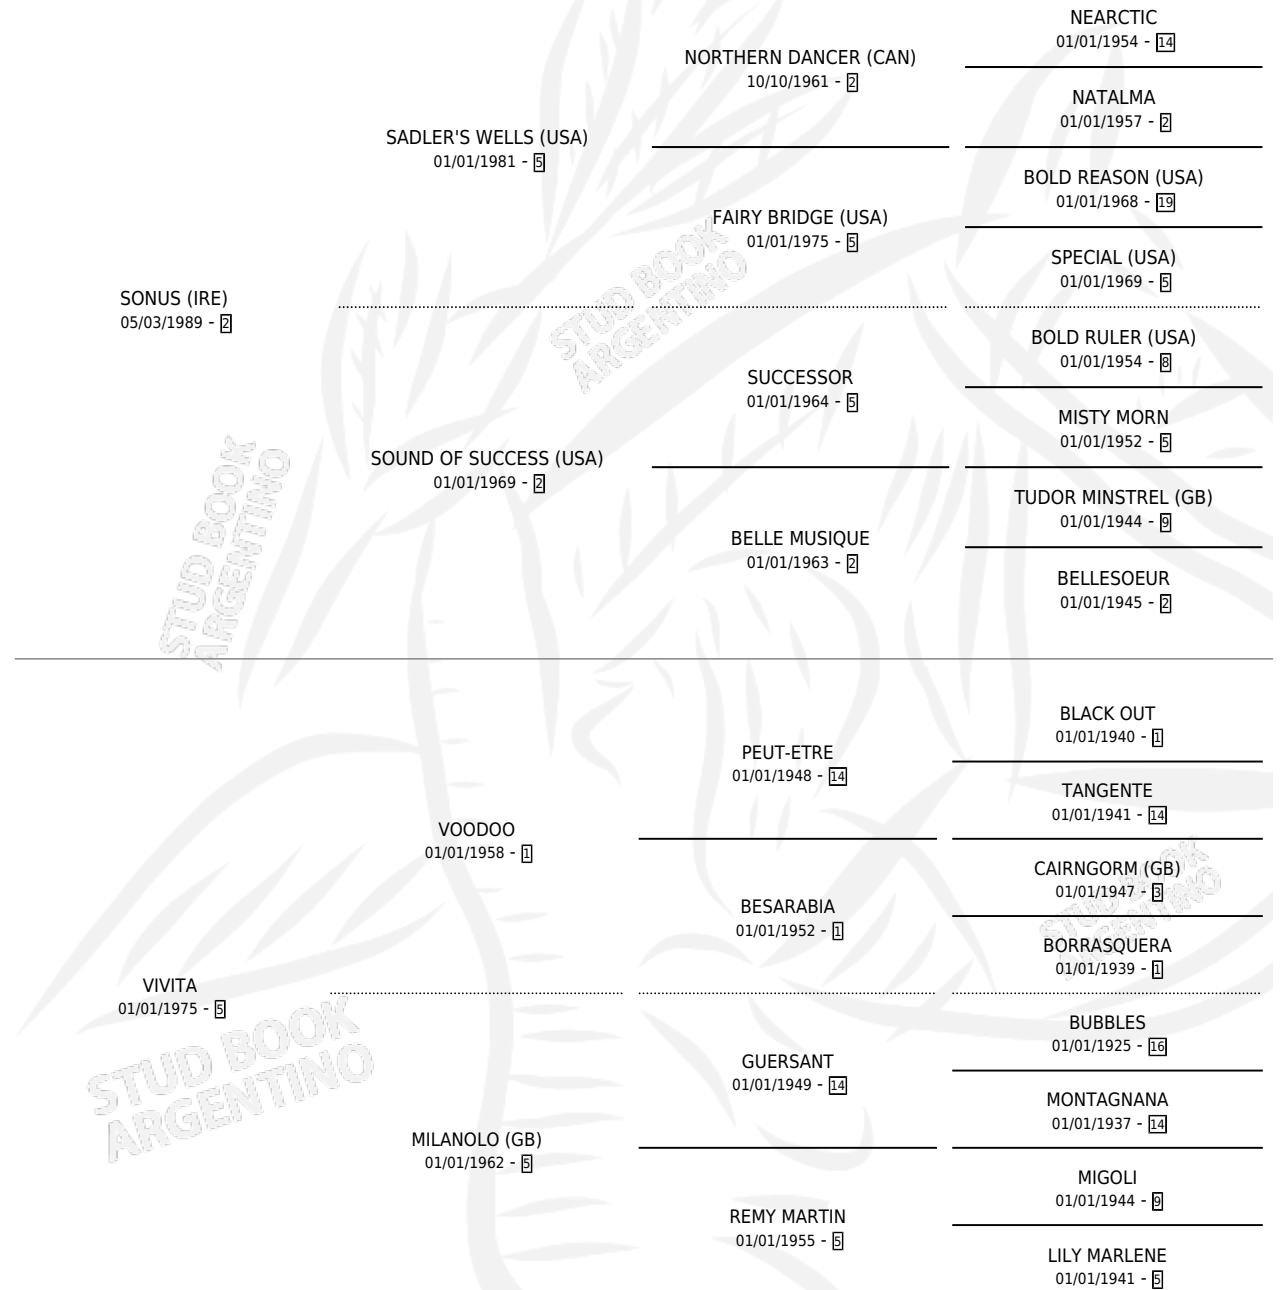 NEARCTIC
01/01/1954 - 14
NORTHERN DANCER (CAN)
10/10/1961 - 2
NATALMA
01/01/1957 - 2
SADLER'S WELLS (USA)
01/01/1981 - 5
BOLD REASON (USA)
01/01/1968 - 19
FAIRY BRIDGE (USA)
01/01/1975 - 5
SPECIAL (USA)
01/01/1969 - 5
SONUS (IRE)
05/03/1989 - 2
BOLD RULER (USA)
01/01/1954 - 8
SUCCESSOR
01/01/1964 - 5
MISTY MORN
01/01/1952 - 5
SOUND OF SUCCESS (USA)
01/01/1969 - 2
TUDOR MINSTREL (GB)
01/01/1944 - 9
BELLE MUSIQUE
01/01/1963 - 2
BELLESOEUR
01/01/1945 - 2
STUD BOOK
ARGENTINO
STUD BOOK
ARGENTINO
BLACK OUT
01/01/1940 - 1
PEUT-ETRE
01/01/1948 - 14
TANGENTE
01/01/1941 - 14
VOODOO
01/01/1958 - 1
CAIRNGORM (GB)
01/01/1947 - 3
BESARABIA
01/01/1952 - 1
BORRASQUERA
01/01/1939 - 1
VIVITA
01/01/1975 - 5
BUBBLES
01/01/1925 - 16
GUERSANT
01/01/1949 - 14
MONTAGNANA
01/01/1937 - 14
MILANOLO (GB)
01/01/1962 - 5
MIGOLI
01/01/1944 - 9
REMY MARTIN
01/01/1955 - 5
LILY MARLENE
01/01/1941 - 5
STUD BOOK
ARGENTINO
STUD BOOK
ARGENTINO